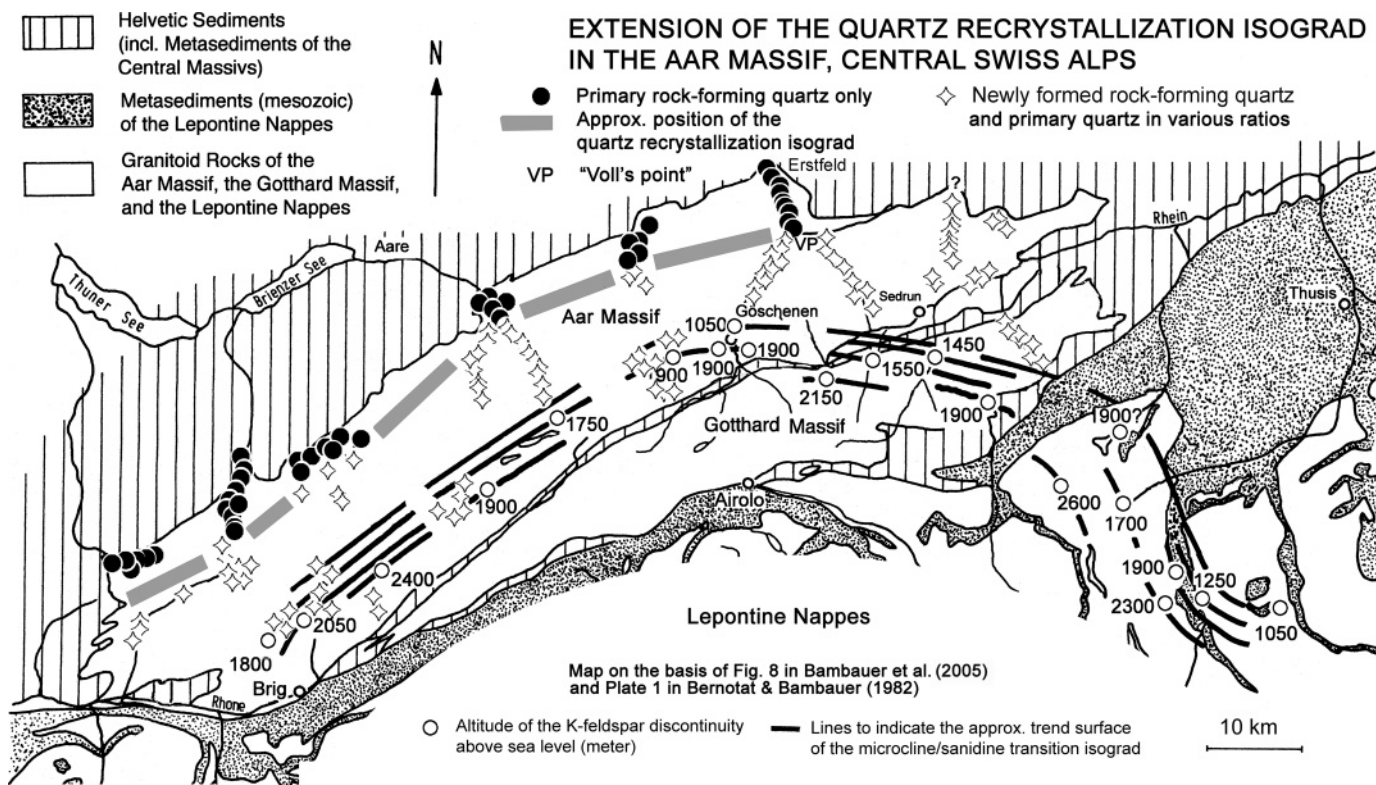 Helvetic Sediments
(incl. Metasediments of the
Central Massivs)
Metasediments (mesozoic)
of the Lepontine Nappes
Granitoid Rocks of the
Aar Massif, the Gotthard Massif,
and the Lepontine Nappes
N
EXTENSION OF THE QUARTZ RECRYSTALLIZATION ISOGRAD
IN THE AAR MASSIF, CENTRAL SWISS ALPS
Primary rock-forming quartz only
Approx. position of the
quartz recrystallization isograd
VP "Voll's point"
Newly formed rock-forming quartz
and primary quartz in various ratios
Erstfeld
?
Rhein
Aare
VP
Thuner See
Brienzer See
Sedrun
Thusis
Aar Massif
Göschenen
1050
1450
1900
1900
900
1550
2150
1900
1900?
1750
Gotthard Massif
Airolo
1900
2600
1700
2400
1900
1250
2300
1050
2050
1800
Lepontine Nappes
Brig
Rhone
Map on the basis of Fig. 8 in Bambauer et al. (2005)
and Plate 1 in Bernotat & Bambauer (1982)
Altitude of the K-feldspar discontinuity
above sea level (meter)
Lines to indicate the approx. trend surface
of the microcline/sanidine transition isograd
10 km